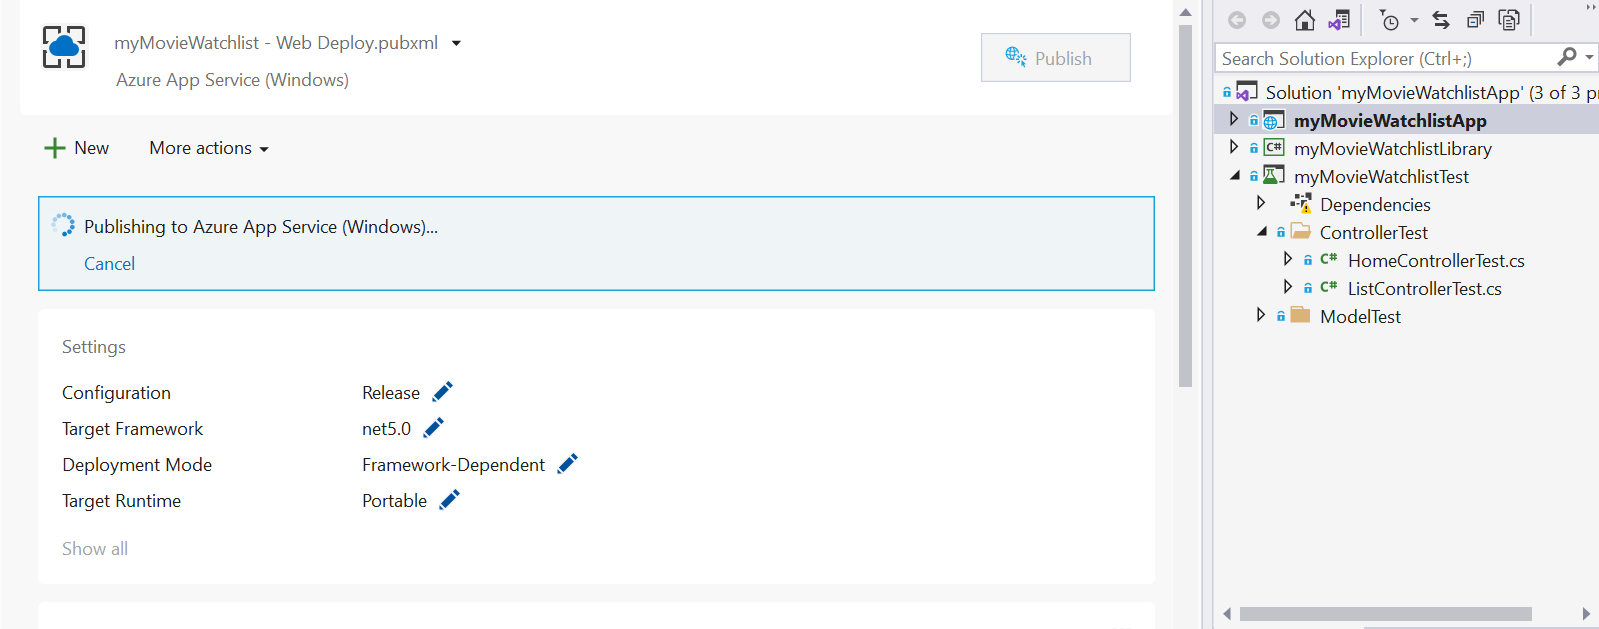 myMovieWatchlist - Web Deploy.pubxml
Azure App Service (Windows)
Publish
New
More actions
Publishing to Azure App Service (Windows)...
Cancel
Settings
Configuration Release
Target Framework net5.0
Deployment Mode Framework-Dependent
Target Runtime Portable
Show all
Search Solution Explorer (Ctrl+;)
Solution 'myMovieWatchlistApp' (3 of 3 p
myMovieWatchlistApp
C# myMovieWatchlistLibrary
myMovieWatchlistTest
Dependencies
ControllerTest
C# HomeControllerTest.cs
C# ListControllerTest.cs
ModelTest